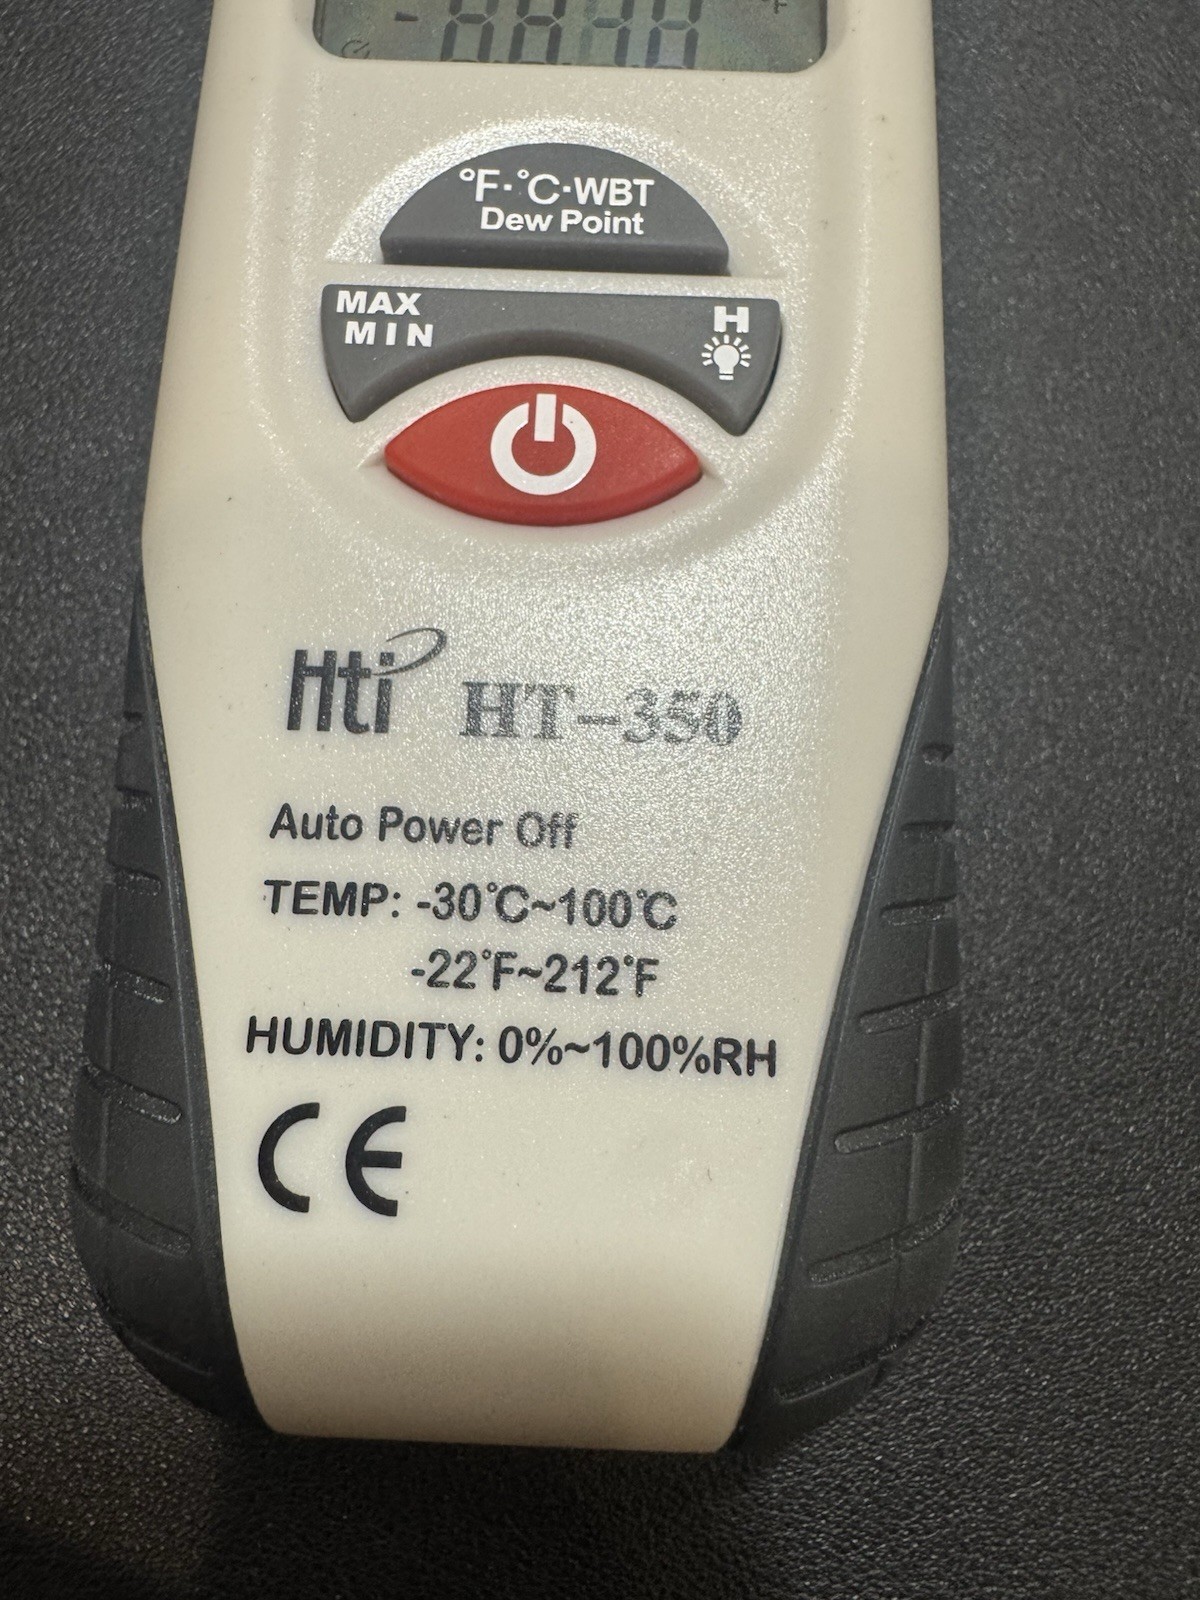 °F·°C·WBT
Dew Point
MAX
MIN
H
Hti HT-350
Auto Power Off
TEMP: -30°C~100°C
-22°F~212°F
HUMIDITY: 0%~100%RH
CE